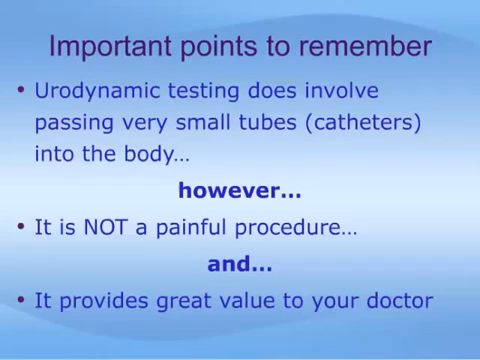 Important points to remember
• Urodynamic testing does involve
passing very small tubes (catheters)
into the body…
however…
• It is NOT a painful procedure…
and…
• It provides great value to your doctor